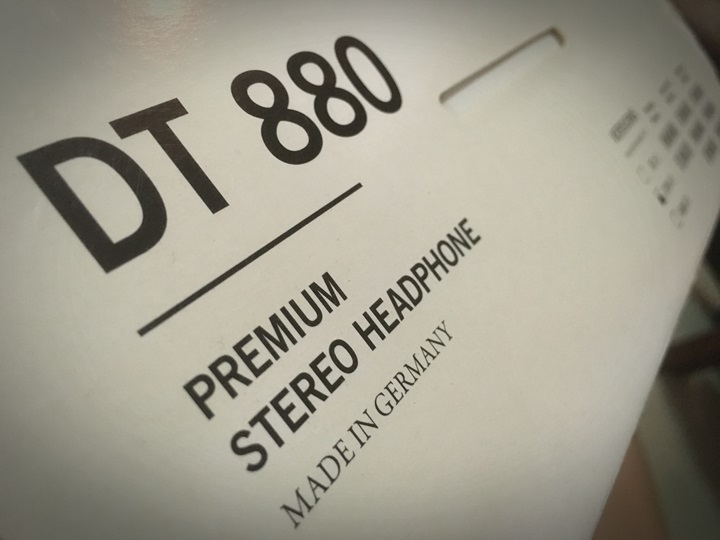 DT 880
PREMIUM
STEREO HEADPHONE
MADE IN GERMANY